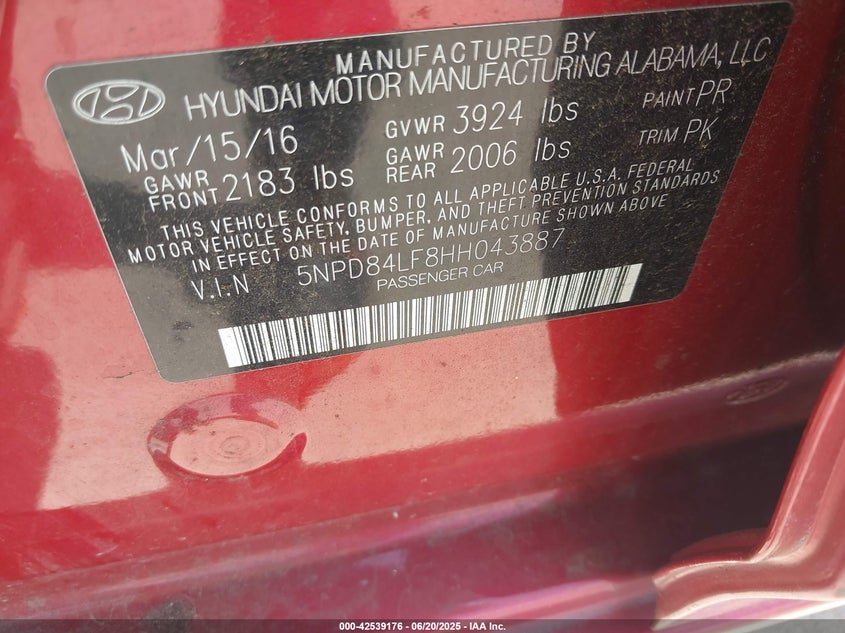 MANUFACTURED BY
HYUNDAI MOTOR MANUFACTURING ALABAMA, LLC
Mar/15/16 GVWR 3924 lbs PAINT PR
GAWR FRONT 2183 lbs GAWR REAR 2006 lbs TRIM PK
THIS VEHICLE CONFORMS TO ALL APPLICABLE U.S.A. FEDERAL
MOTOR VEHICLE SAFETY, BUMPER, AND THEFT PREVENTION STANDARDS
IN EFFECT ON THE DATE OF MANUFACTURE SHOWN ABOVE
V.I.N 5NPD84LF8HH043887
PASSENGER CAR
000-42539176 - 06/20/2025 - IAA Inc.